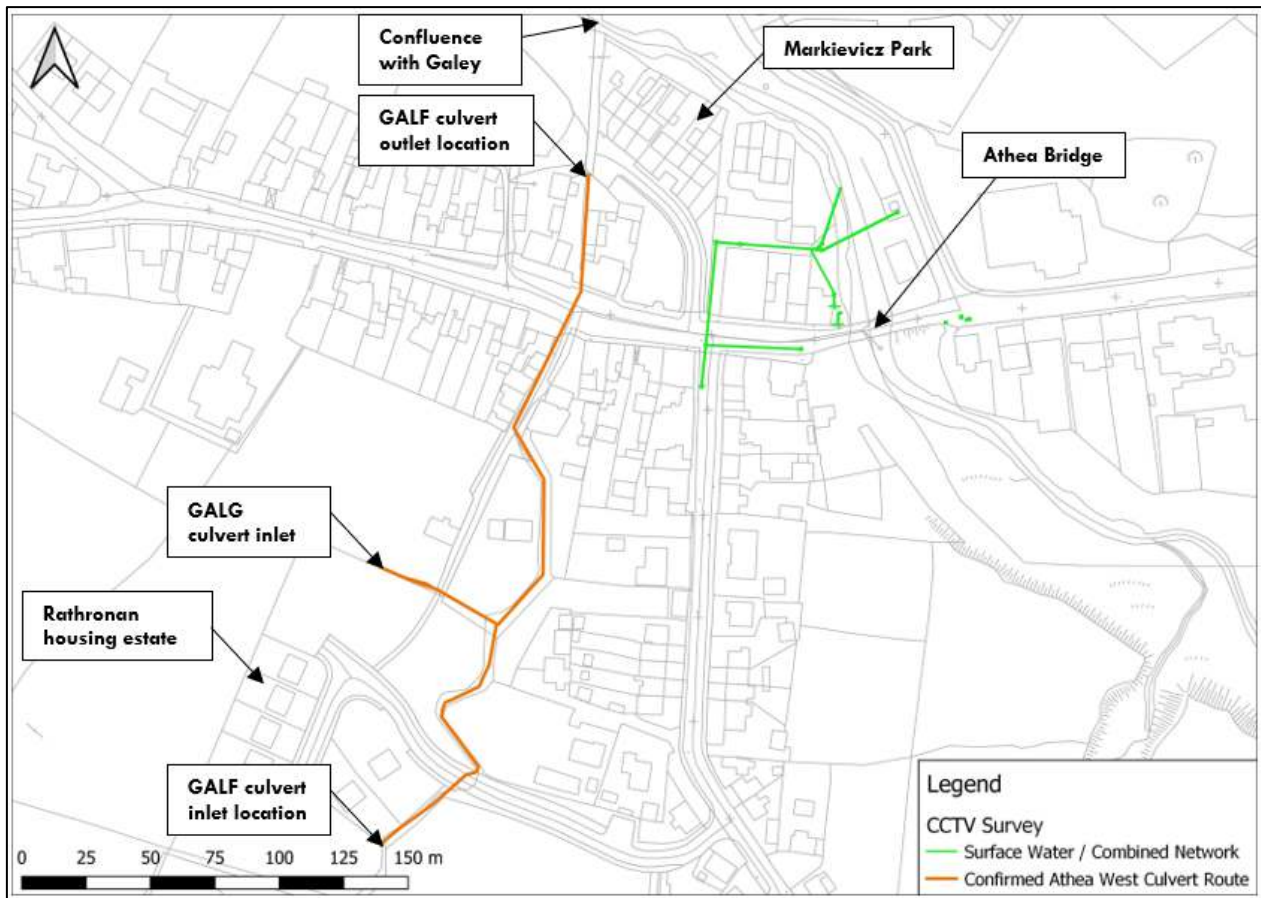 Confluence
with Galey
Markievicz Park
GALF culvert
outlet location
Athea Bridge
GALG
culvert inlet
Rathronan
housing estate
GALF culvert
inlet location
0 25 50 75 100 125 150 m
Legend
CCTV Survey
Surface Water / Combined Network
Confirmed Athea West Culvert Route